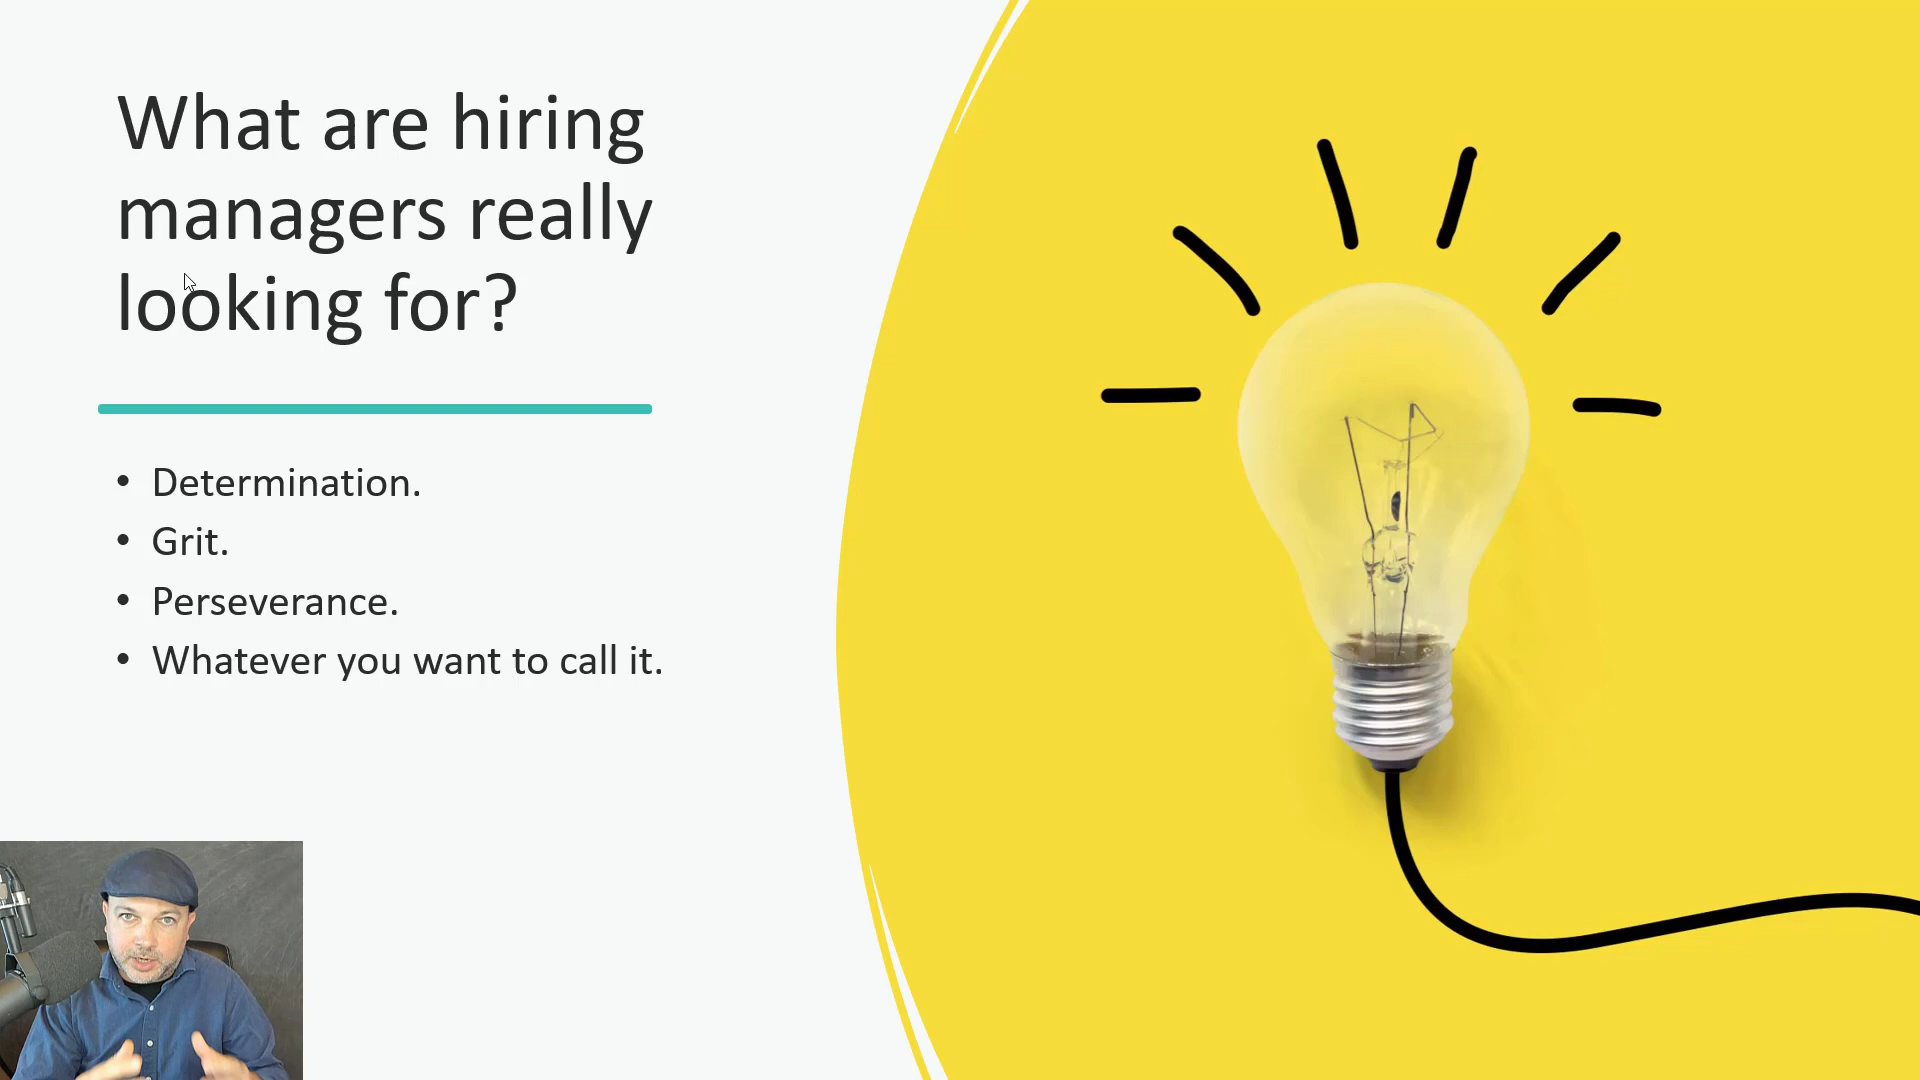 What are hiring
managers really
looking for?
• Determination.
• Grit.
• Perseverance.
• Whatever you want to call it.